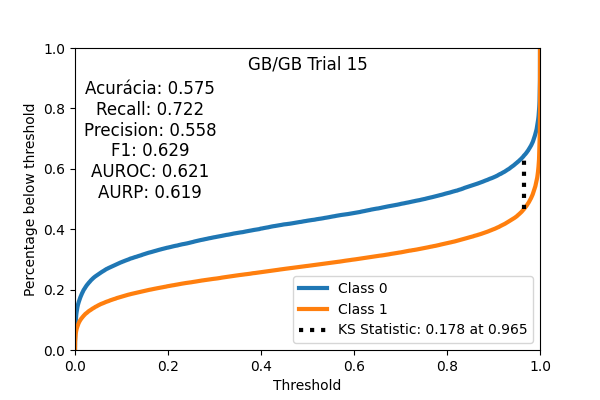 GB/GB Trial 15
Acurácia: 0.575
Recall: 0.722
Precision: 0.558
F1: 0.629
AUROC: 0.621
AURP: 0.619
Percentage below threshold
1.0
0.8
0.6
0.4
0.2
0.0
Class 0
Class 1
KS Statistic: 0.178 at 0.965
0.0 0.2 0.4 0.6 0.8 1.0
Threshold